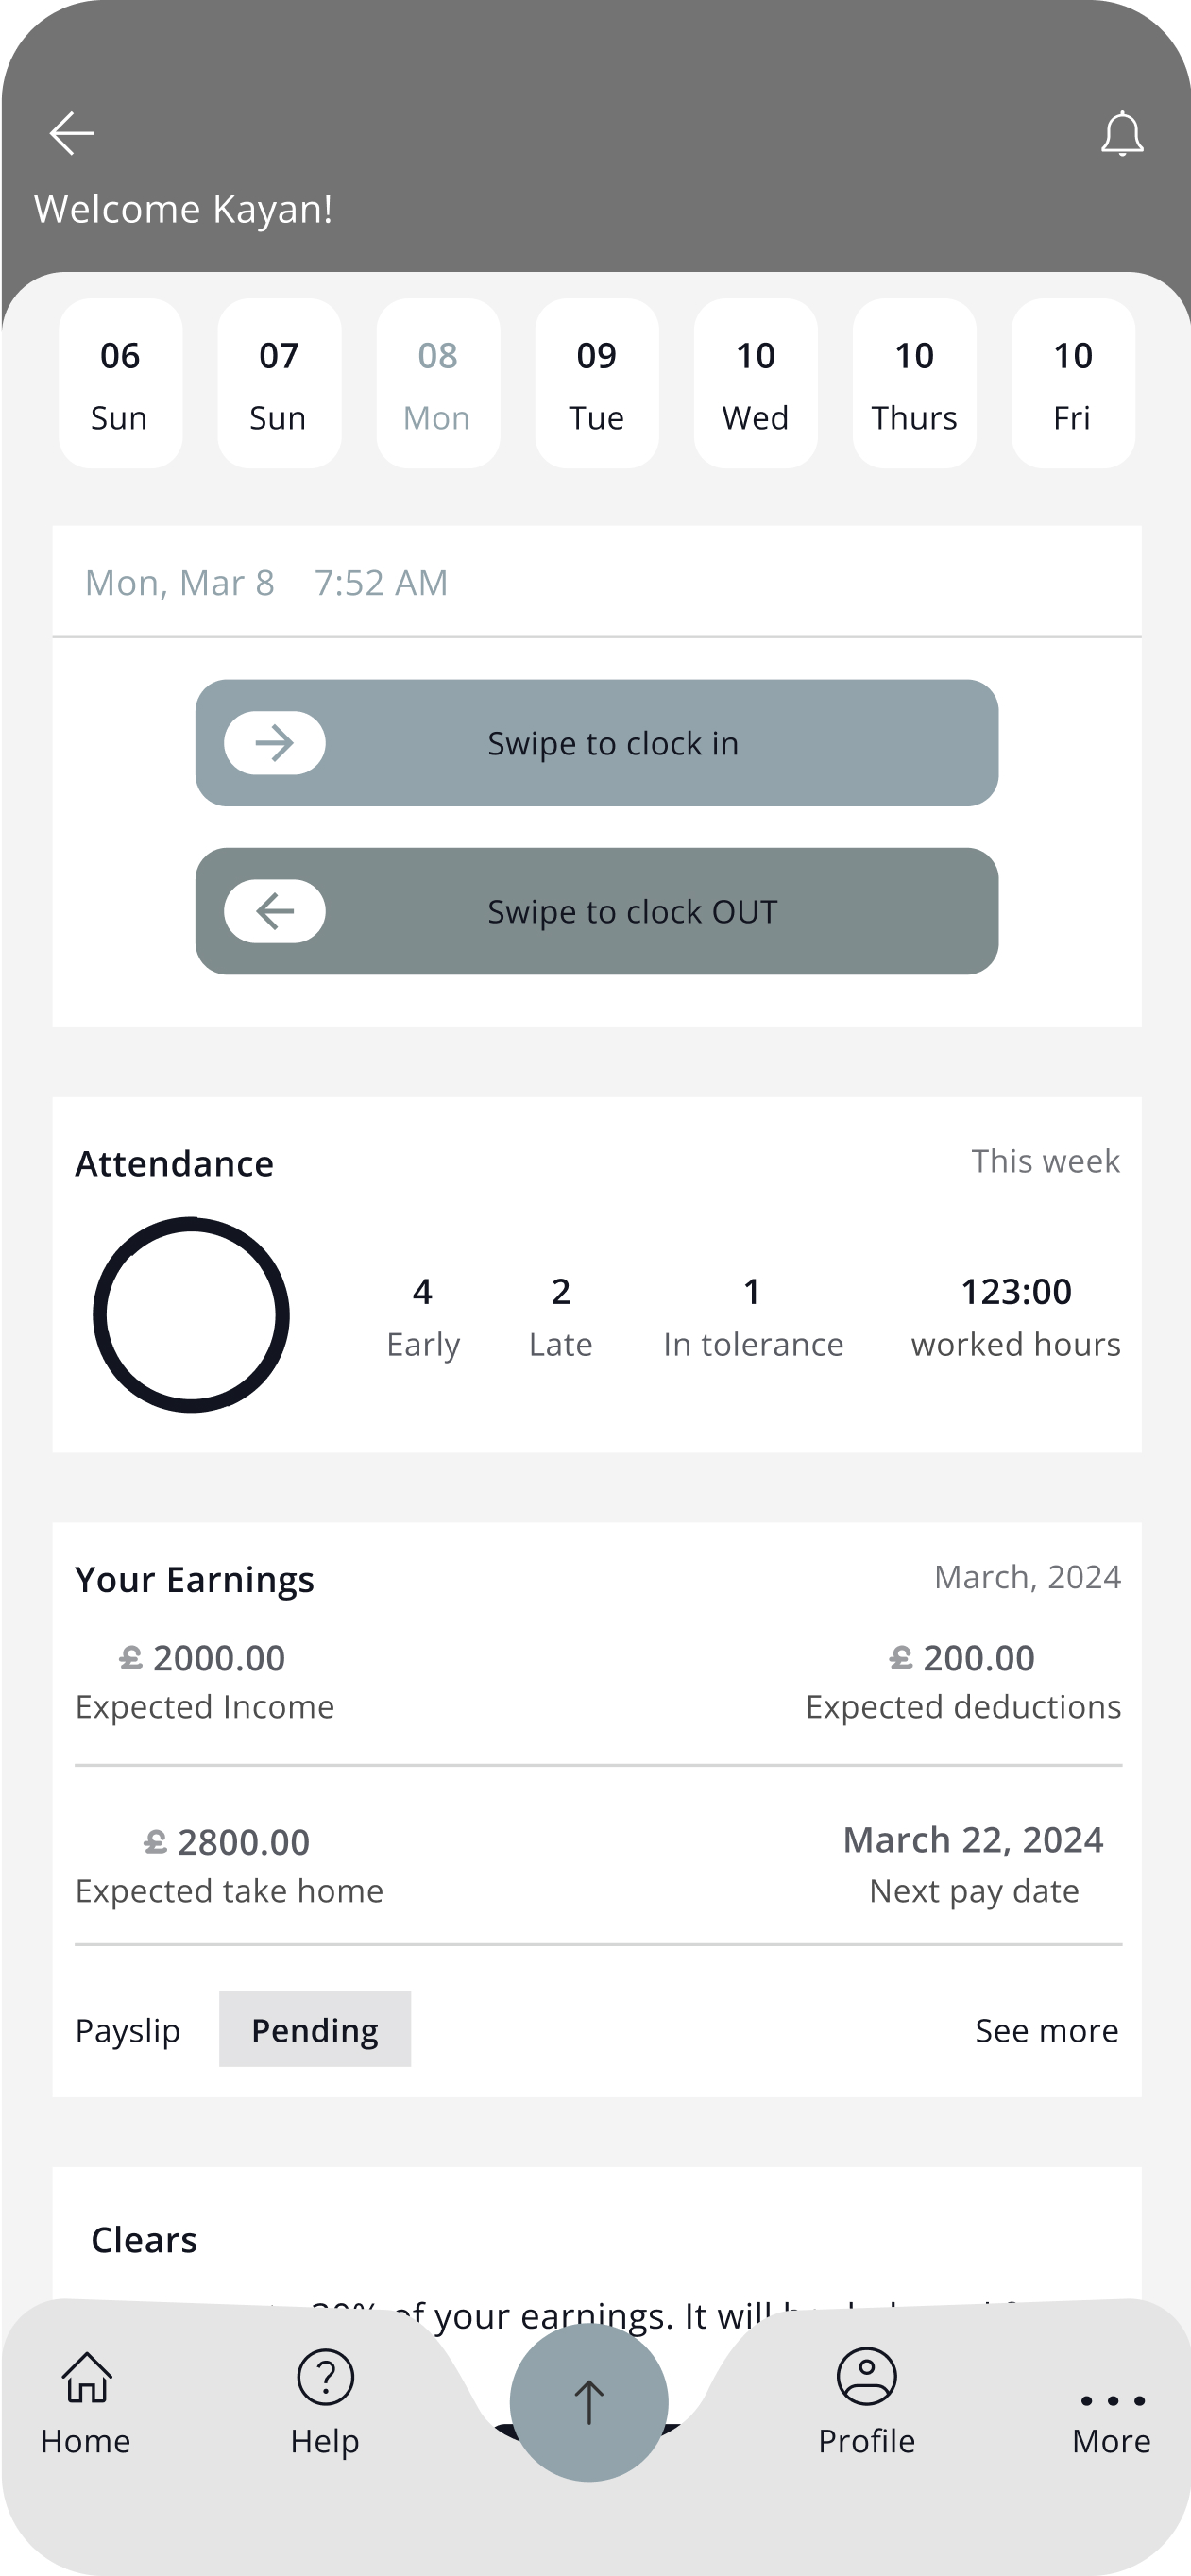 Welcome Kayan!
06 07 08 09 10 10 10
Sun Sun Mon Tue Wed Thurs Fri
Mon, Mar 8 7:52 AM
Swipe to clock in
Swipe to clock OUT
Attendance This week
4 2 1 123:00
Early Late In tolerance worked hours
Your Earnings March, 2024
£ 2000.00 £ 200.00
Expected Income Expected deductions
£ 2800.00 March 22, 2024
Expected take home Next pay date
Payslip Pending See more
Clears
of your earnings. It will
Home Help Profile More